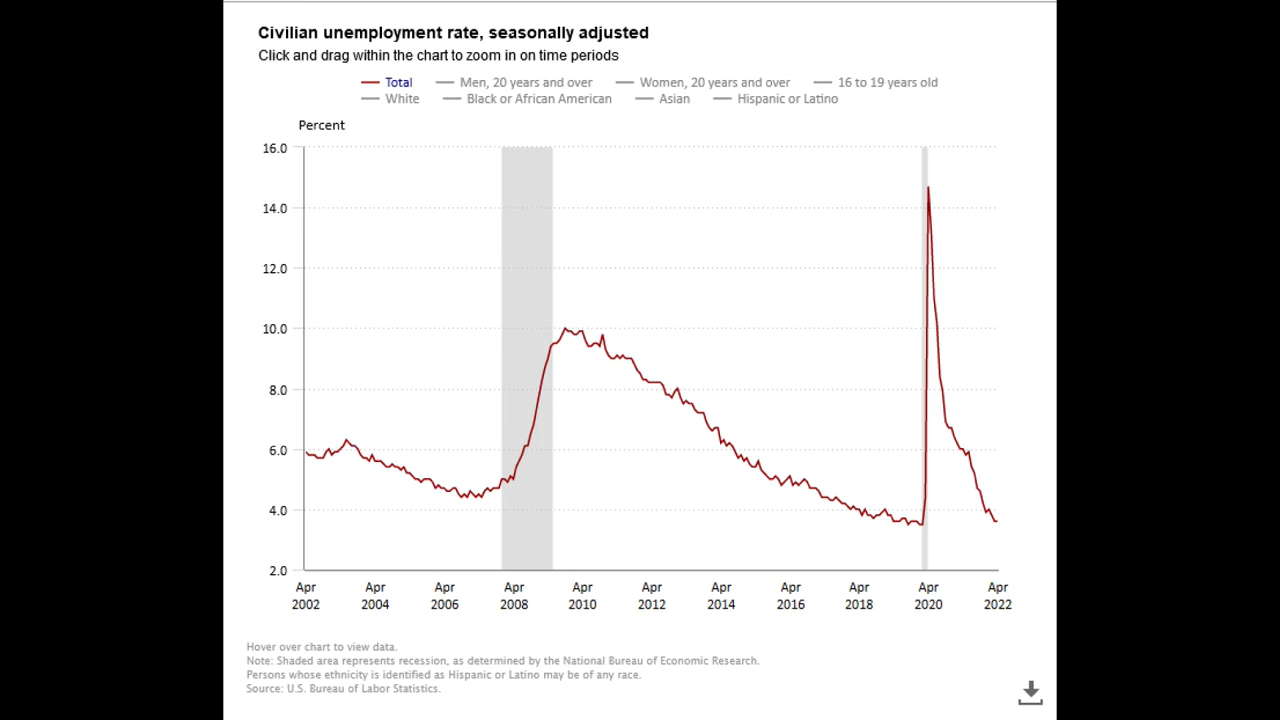 Civilian unemployment rate, seasonally adjusted
Click and drag within the chart to zoom in on time periods
Total Men, 20 years and over Women, 20 years and over 16 to 19 years old
White Black or African American Asian Hispanic or Latino
Percent
16.0
14.0
12.0
10.0
8.0
6.0
4.0
2.0
Apr Apr Apr Apr Apr Apr Apr Apr Apr Apr Apr
2002 2004 2006 2008 2010 2012 2014 2016 2018 2020 2022
Hover over chart to view data.
Note: Shaded area represents recession, as determined by the National Bureau of Economic Research.
Persons whose ethnicity is identified as Hispanic or Latino may be of any race.
Source: U.S. Bureau of Labor Statistics.